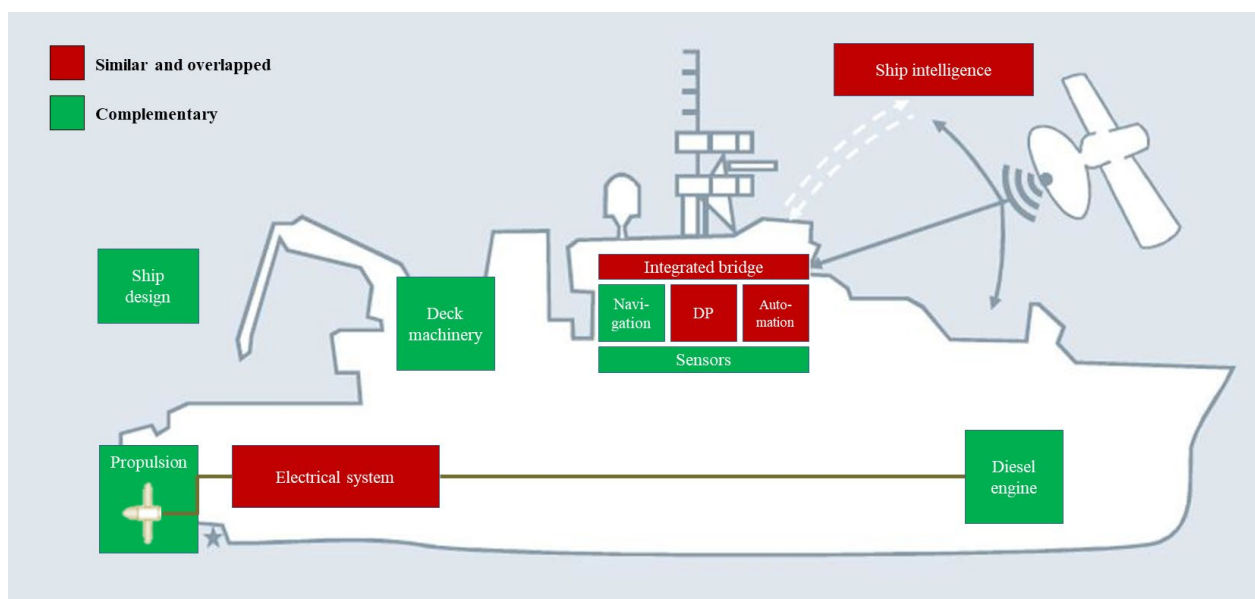 Similar and overlapped
Complementary
Ship intelligence
Ship
design
Deck
machinery
Integrated bridge
Navi-
gation
DP
Auto-
mation
Sensors
Propulsion
Electrical system
Diesel
engine